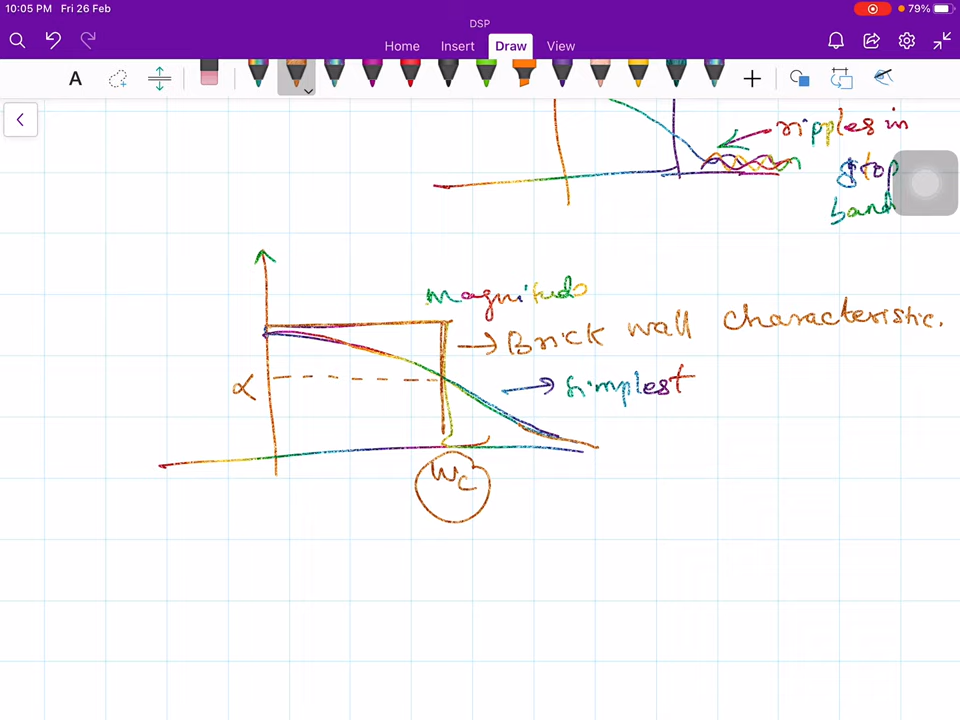 10:05 PM Fri 26 Feb
79%
DSP
Home Insert Draw View
A
ripples in
stop
band
magnitude
→ Brick wall characteristic.
α
→ simplest
Wc